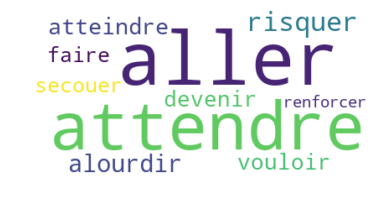 atteindre risquer
faire aller
secouer
devenir renforcer
attendre
alourdir vouloir